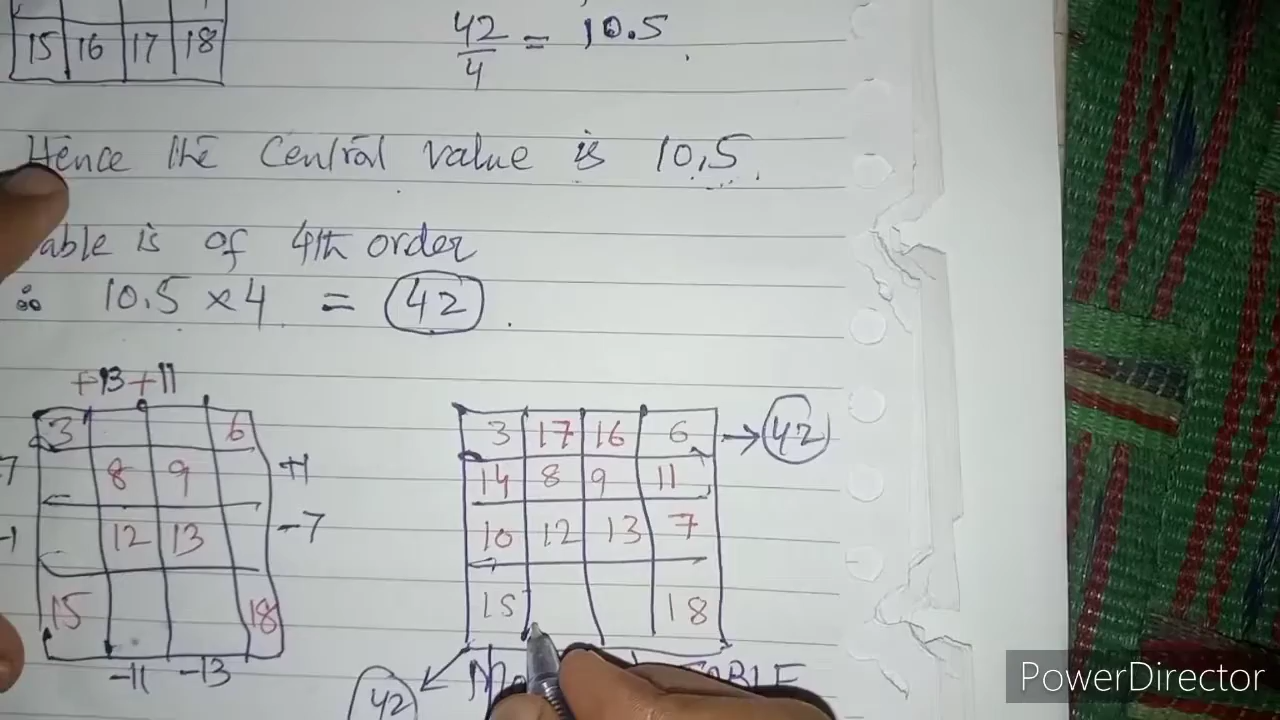 15 16 17 18
42/4 = 10.5
Hence the Central value is 10.5
able is of 4th order
∴ 10.5 × 4 = 42
+13 +11
3 6
8 9 +1
12 13 -7
15 18
-11 -13
3 17 16 6 → 42
14 8 9 11
10 12 13 7
15 18
42
PowerDirector